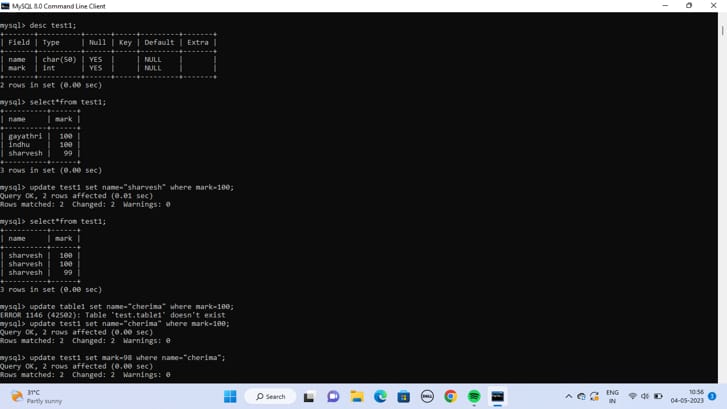 MySQL 8.0 Command Line Client
mysql> desc test1;
+-------+----------+------+-----+---------+-------+
| Field | Type     | Null | Key | Default | Extra |
+-------+----------+------+-----+---------+-------+
| name  | char(50) | YES  |     | NULL    |       |
| mark  | int      | YES  |     | NULL    |       |
+-------+----------+------+-----+---------+-------+
2 rows in set (0.00 sec)
mysql> select*from test1;
+----------+------+
| name     | mark |
+----------+------+
| gayathri |  100 |
| indhu    |  100 |
| sharvesh |   99 |
+----------+------+
3 rows in set (0.00 sec)
mysql> update test1 set name="sharvesh" where mark=100;
Query OK, 2 rows affected (0.01 sec)
Rows matched: 2  Changed: 2  Warnings: 0
mysql> select*from test1;
+----------+------+
| name     | mark |
+----------+------+
| sharvesh |  100 |
| sharvesh |  100 |
| sharvesh |   99 |
+----------+------+
3 rows in set (0.00 sec)
mysql> update table1 set name="cherima" where mark=100;
ERROR 1146 (42S02): Table 'test.table1' doesn't exist
mysql> update test1 set name="cherima" where mark=100;
Query OK, 2 rows affected (0.00 sec)
Rows matched: 2  Changed: 2  Warnings: 0
mysql> update test1 set mark=98 where name="cherima";
Query OK, 2 rows affected (0.00 sec)
Rows matched: 2  Changed: 2  Warnings: 0
31°C
Partly sunny
Search
DELL
ENG
IN
10:56
04-05-2023
3